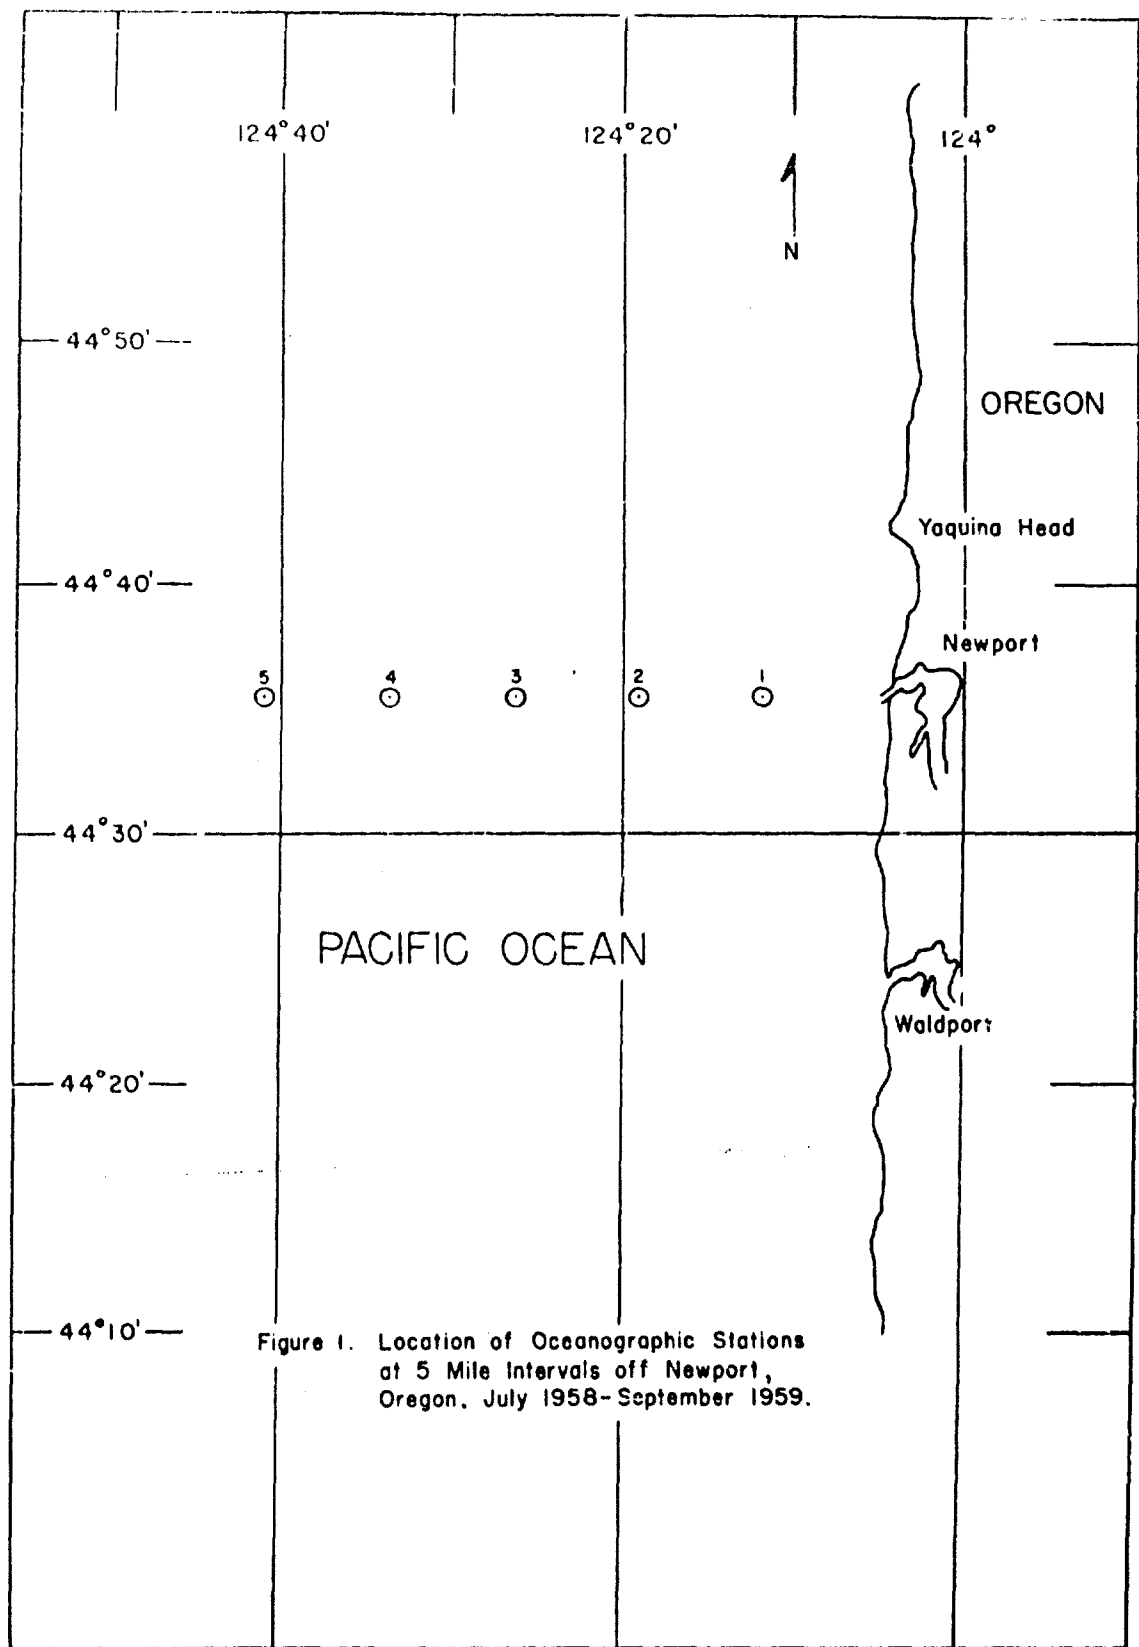 124°40' 124°20' 124°
N
44°50'
OREGON
Yaquina Head
44°40'
Newport
5 4 3 2 1
44°30'
PACIFIC OCEAN
Waldport
44°20'
44°10'
Figure 1. Location of Oceanographic Stations
at 5 Mile Intervals off Newport,
Oregon, July 1958-September 1959.